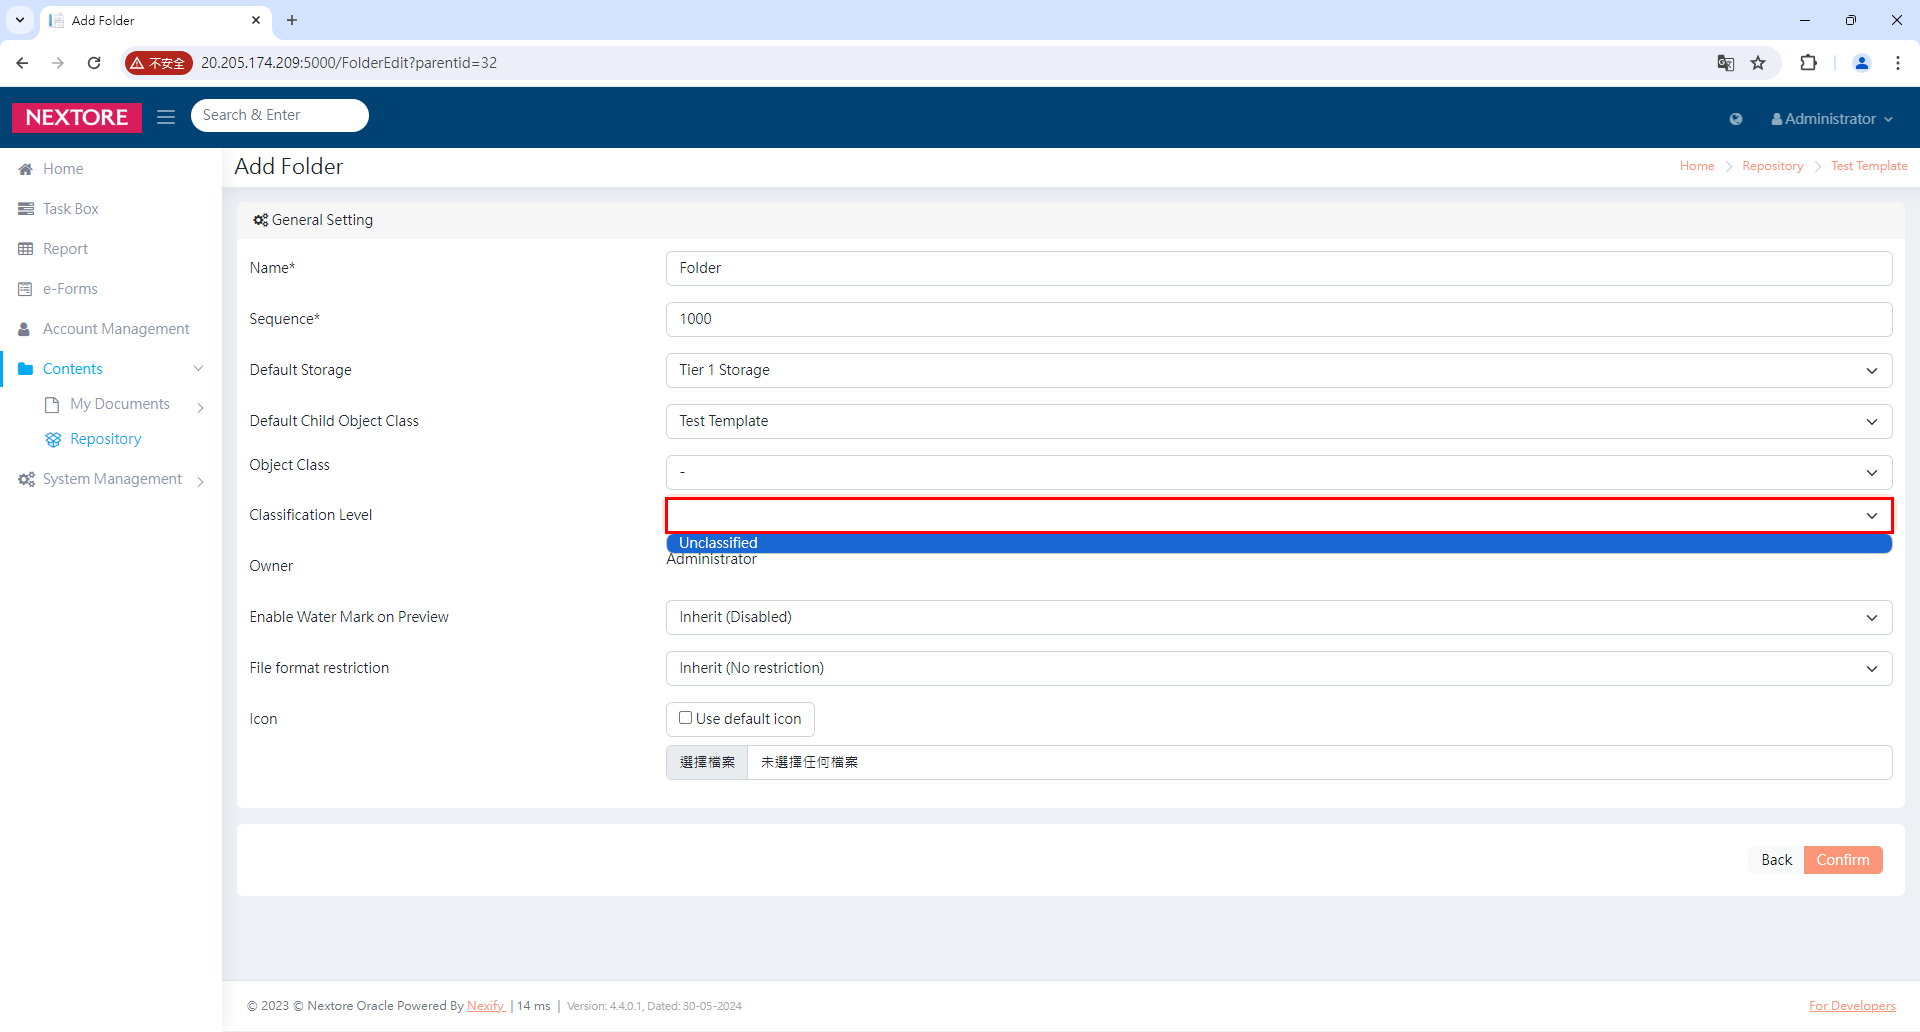 Add Folder
不安全
20.205.174.209:5000/FolderEdit?parentid=32
NEXTORE
Search & Enter
Administrator
Home
Task Box
Report
e-Forms
Account Management
Contents
My Documents
Repository
System Management
Add Folder
Home
Repository
Test Template
General Setting
Name*
Folder
Sequence*
1000
Default Storage
Tier 1 Storage
Default Child Object Class
Test Template
Object Class
-
Classification Level
Unclassified
Owner
Administrator
Enable Water Mark on Preview
Inherit (Disabled)
File format restriction
Inherit (No restriction)
Icon
Use default icon
選擇檔案
未選擇任何檔案
Back
Confirm
© 2023 © Nextore Oracle Powered By Nexify | 14 ms | Version: 4.4.0.1, Dated: 30-05-2024
For Developers